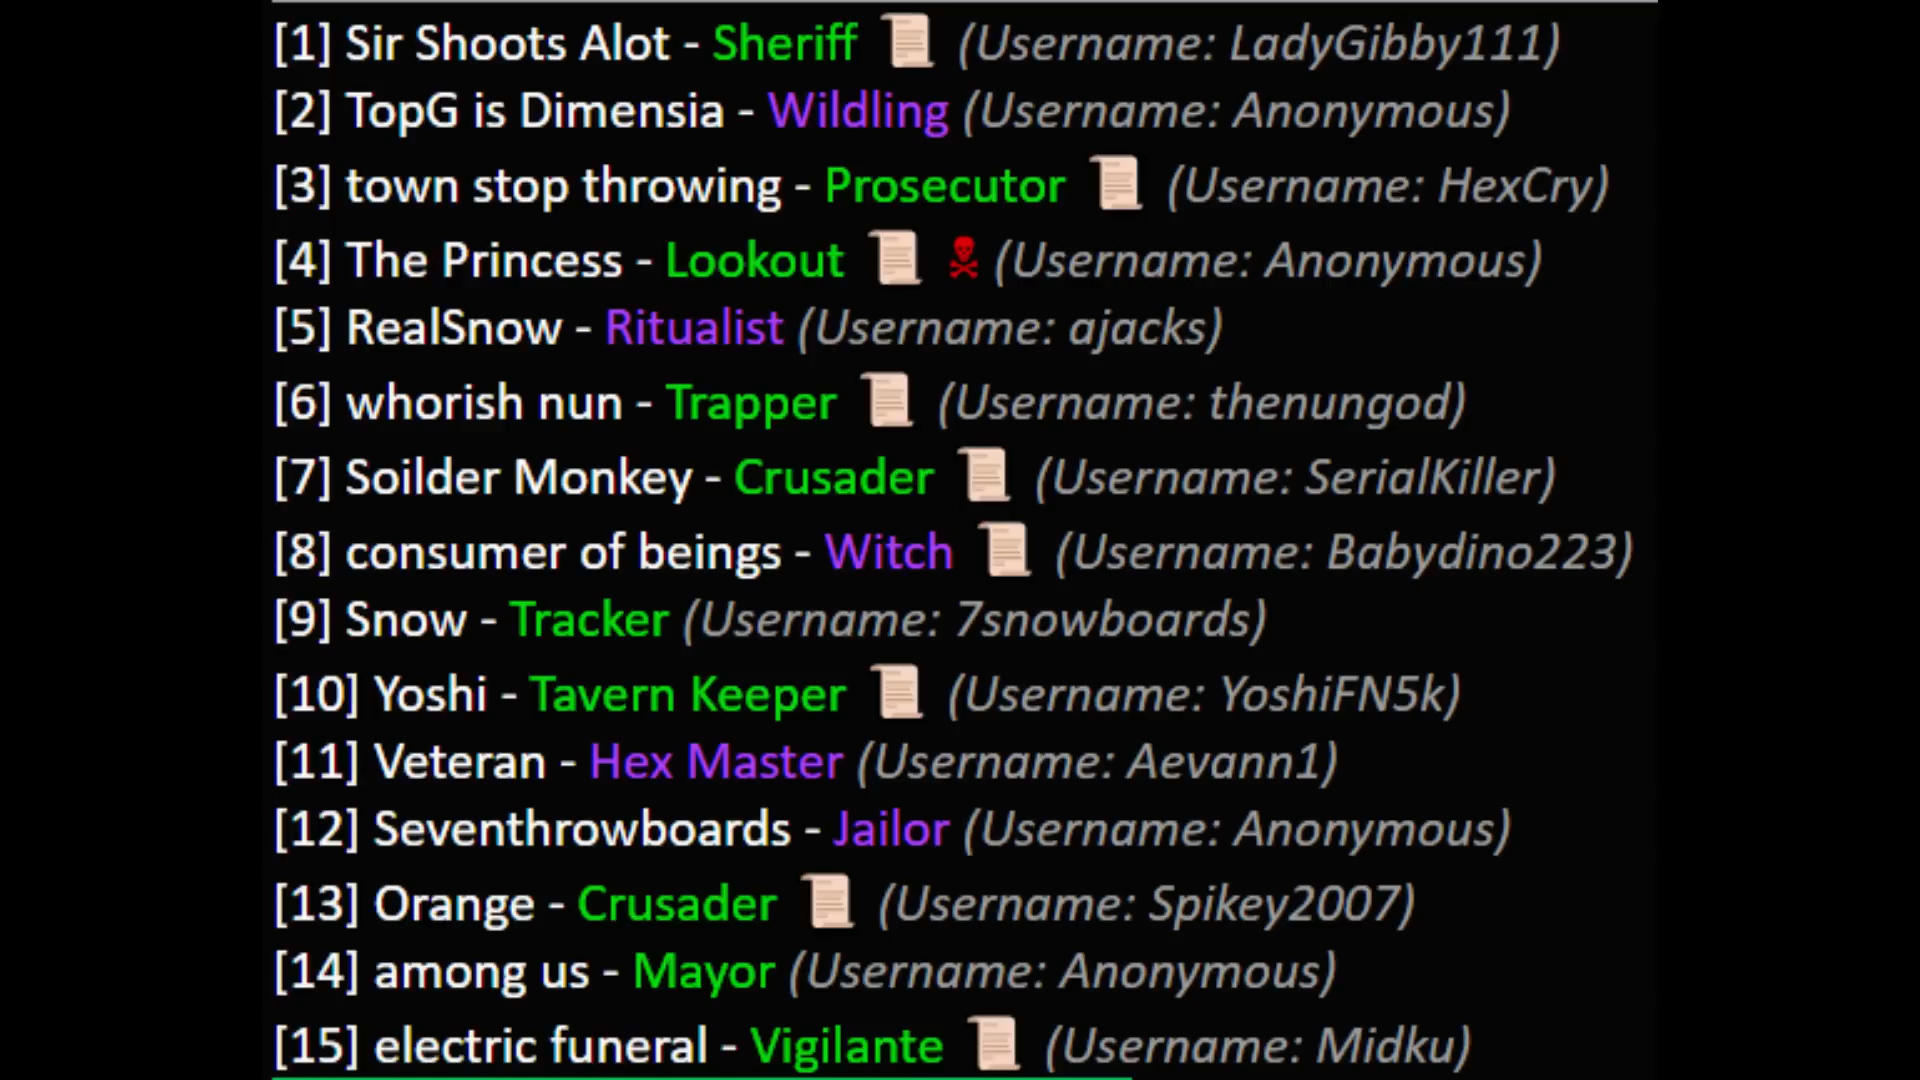 [1] Sir Shoots Alot - Sheriff 📜 (Username: LadyGibby111)
[2] TopG is Dimensia - Wildling (Username: Anonymous)
[3] town stop throwing - Prosecutor 📜 (Username: HexCry)
[4] The Princess - Lookout 📜 ☠ (Username: Anonymous)
[5] RealSnow - Ritualist (Username: ajacks)
[6] whorish nun - Trapper 📜 (Username: thenungod)
[7] Soilder Monkey - Crusader 📜 (Username: SerialKiller)
[8] consumer of beings - Witch 📜 (Username: Babydino223)
[9] Snow - Tracker (Username: 7snowboards)
[10] Yoshi - Tavern Keeper 📜 (Username: YoshiFN5k)
[11] Veteran - Hex Master (Username: Aevann1)
[12] Seventhrowboards - Jailor (Username: Anonymous)
[13] Orange - Crusader 📜 (Username: Spikey2007)
[14] among us - Mayor (Username: Anonymous)
[15] electric funeral - Vigilante 📜 (Username: Midku)